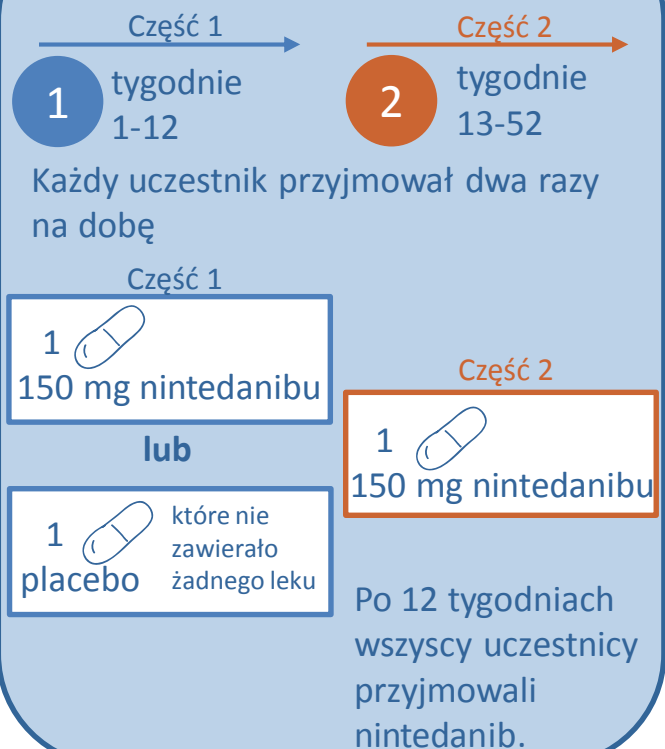 Część 1
1
tygodnie
1-12
Część 2
2
tygodnie
13-52
Każdy uczestnik przyjmował dwa razy
na dobę
Część 1
1
150 mg nintedanibu
lub
1
placebo
które nie
zawierało
żadnego leku
Część 2
1
150 mg nintedanibu
Po 12 tygodniach
wszyscy uczestnicy
przyjmowali
nintedanib.